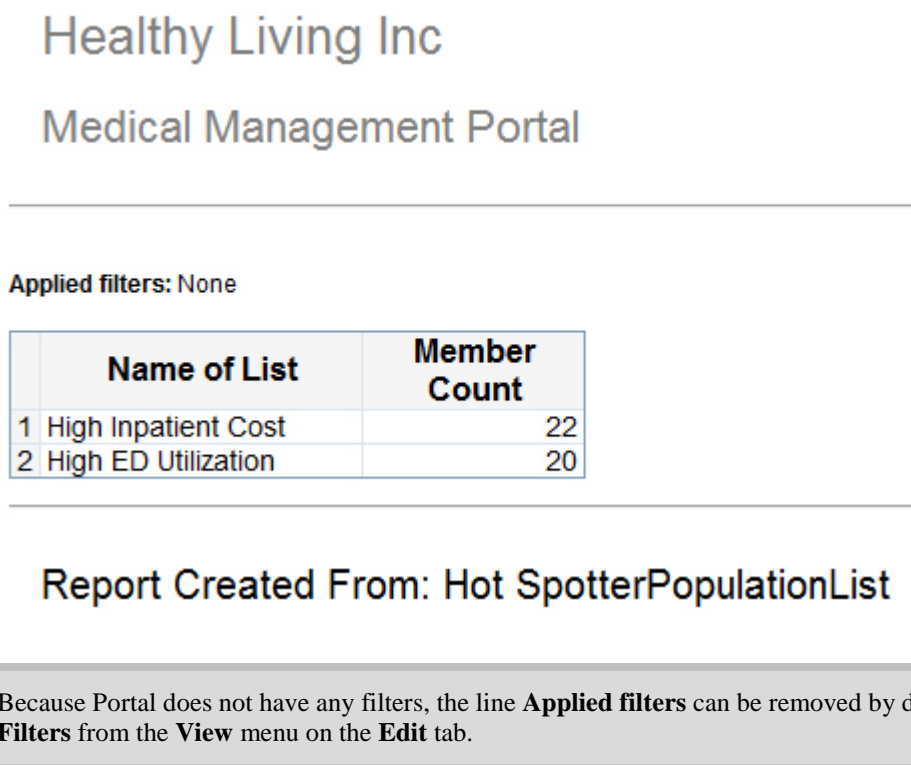 Healthy Living Inc
Medical Management Portal
Applied filters: None
Name of List Member Count
1 High Inpatient Cost 22
2 High ED Utilization 20
Report Created From: Hot SpotterPopulationList
Because Portal does not have any filters, the line Applied filters can be removed by
Filters from the View menu on the Edit tab.